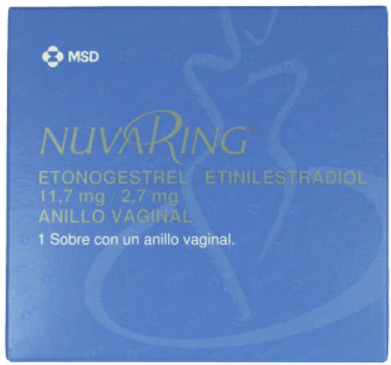 MSD
NUVARING®
ETONOGESTREL / ETINILESTRADIOL
11,7 mg / 2,7 mg
ANILLO VAGINAL
1 Sobre con un anillo vaginal.